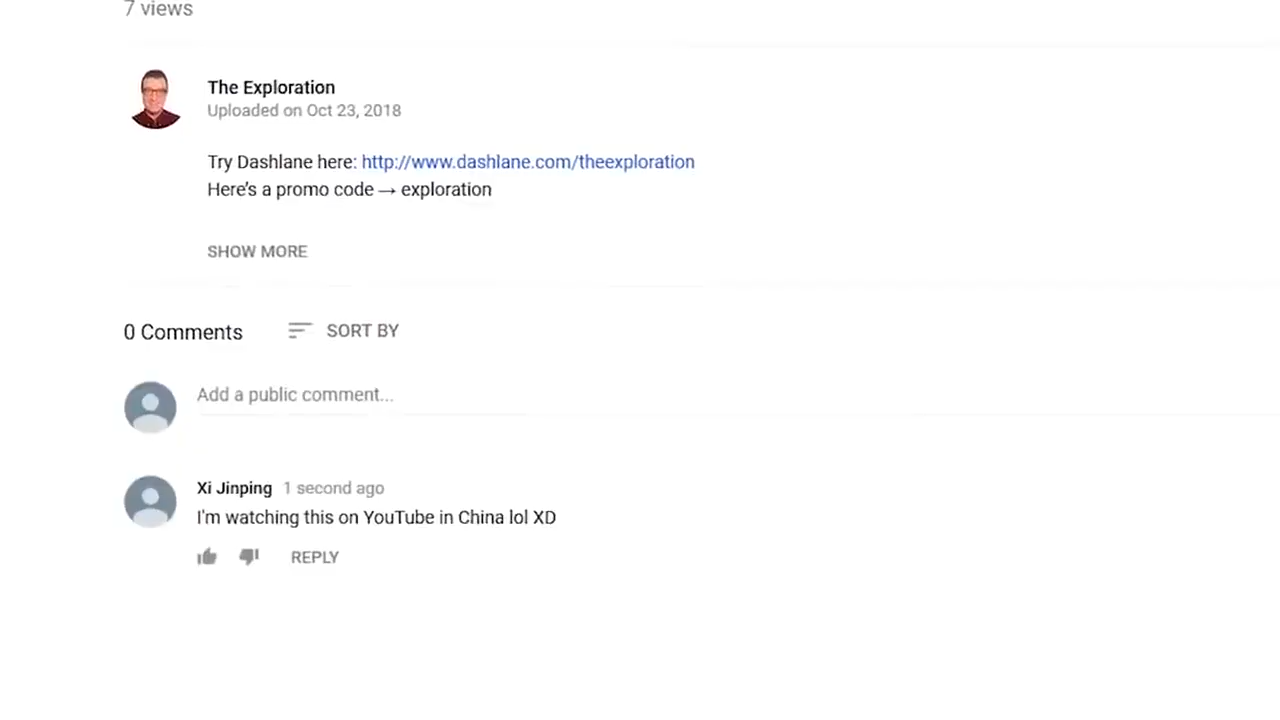 7 views
The Exploration
Uploaded on Oct 23, 2018
Try Dashlane here: http://www.dashlane.com/theexploration
Here's a promo code → exploration
SHOW MORE
0 Comments SORT BY
Add a public comment...
Xi Jinping 1 second ago
I'm watching this on YouTube in China lol XD
REPLY